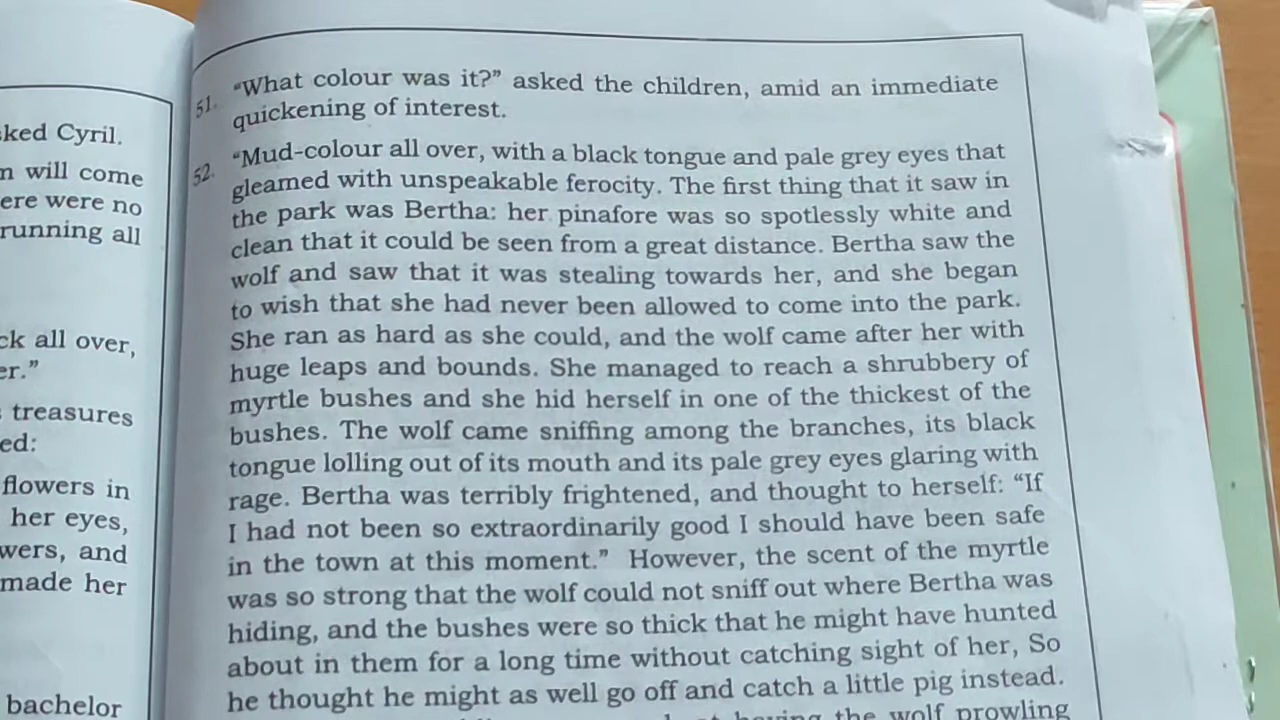 ked Cyril.
n will come
ere were no
running all
ck all over,
er.”
treasures
ed:
flowers in
her eyes,
wers, and
made her
bachelor
51. “What colour was it?” asked the children, amid an immediate
quickening of interest.
52. “Mud-colour all over, with a black tongue and pale grey eyes that
gleamed with unspeakable ferocity. The first thing that it saw in
the park was Bertha: her pinafore was so spotlessly white and
clean that it could be seen from a great distance. Bertha saw the
wolf and saw that it was stealing towards her, and she began
to wish that she had never been allowed to come into the park.
She ran as hard as she could, and the wolf came after her with
huge leaps and bounds. She managed to reach a shrubbery of
myrtle bushes and she hid herself in one of the thickest of the
bushes. The wolf came sniffing among the branches, its black
tongue lolling out of its mouth and its pale grey eyes glaring with
rage. Bertha was terribly frightened, and thought to herself: “If
I had not been so extraordinarily good I should have been safe
in the town at this moment.” However, the scent of the myrtle
was so strong that the wolf could not sniff out where Bertha was
hiding, and the bushes were so thick that he might have hunted
about in them for a long time without catching sight of her, So
he thought he might as well go off and catch a little pig instead.
having the wolf prowling